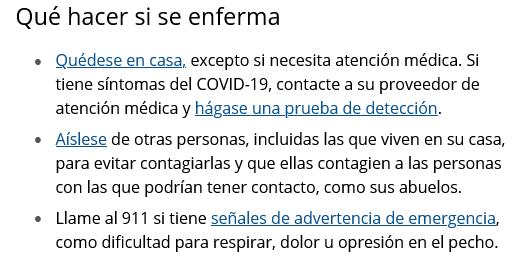 Qué hacer si se enferma
• Quédese en casa, excepto si necesita atención médica. Si
tiene síntomas del COVID-19, contacte a su proveedor de
atención médica y hágase una prueba de detección.
• Aíslese de otras personas, incluidas las que viven en su casa,
para evitar contagiarlas y que ellas contagien a las personas
con las que podrían tener contacto, como sus abuelos.
• Llame al 911 si tiene señales de advertencia de emergencia,
como dificultad para respirar, dolor u opresión en el pecho.